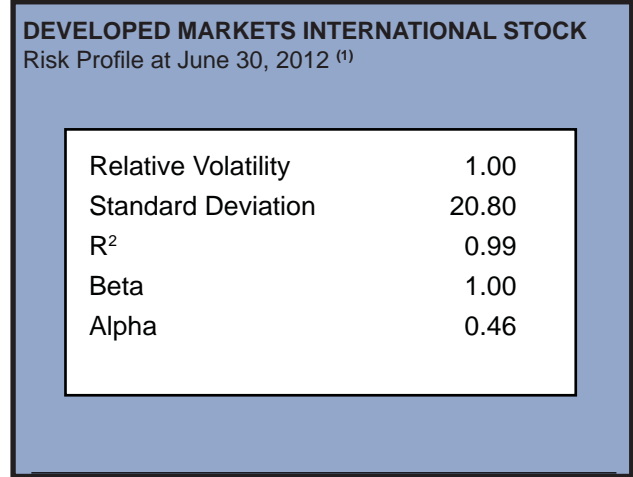 DEVELOPED MARKETS INTERNATIONAL STOCK
Risk Profile at June 30, 2012 (1)
Relative Volatility 1.00
Standard Deviation 20.80
R2 0.99
Beta 1.00
Alpha 0.46